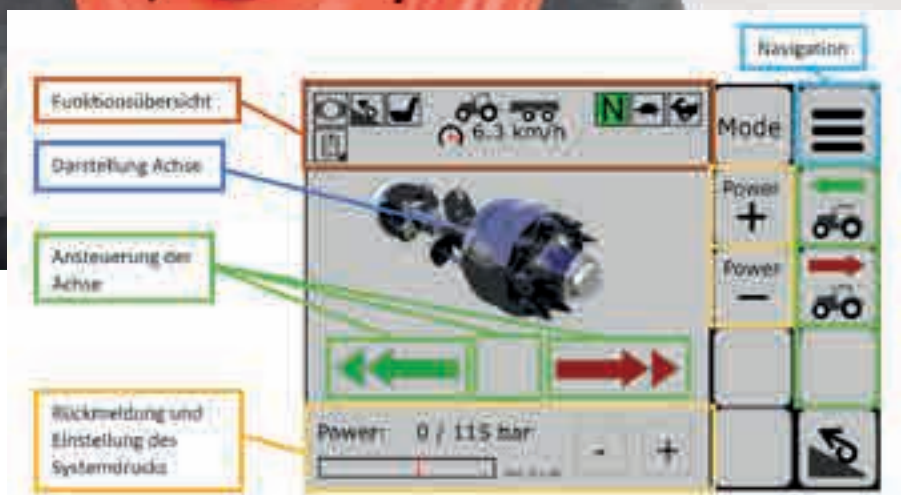 Navigation
Funktionsübersicht
N
6.3 km/h
Mode
Darstellung Achse
Power
+
Ansteuerung der
Achse
Power
-
Rückmeldung und
Einstellung des
Systemdrucks
Power: 0 / 115 bar
- +